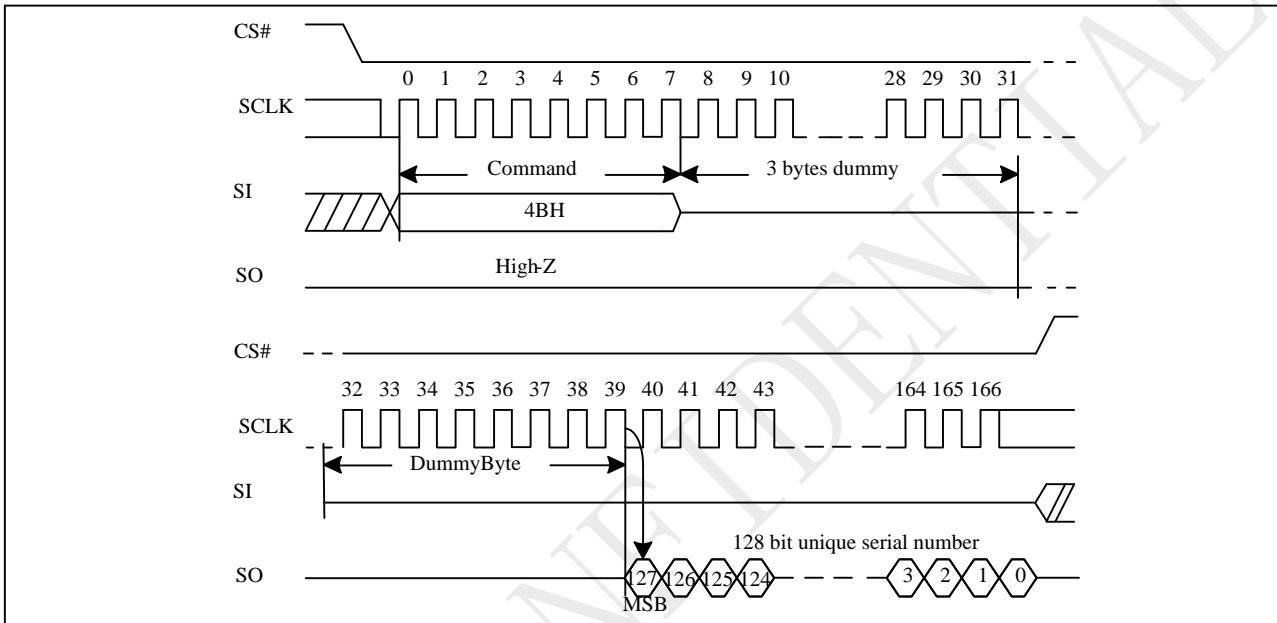 CS#
0 1 2 3 4 5 6 7 8 9 10 28 29 30 31
SCLK
Command 3 bytes dummy
SI
4BH
High-Z
SO
CS#
32 33 34 35 36 37 38 39 40 41 42 43 164 165 166
SCLK
DummyByte
SI
128 bit unique serial number
SO
127 126 125 124 3 2 1 0
MSB
NFIDENTIAL